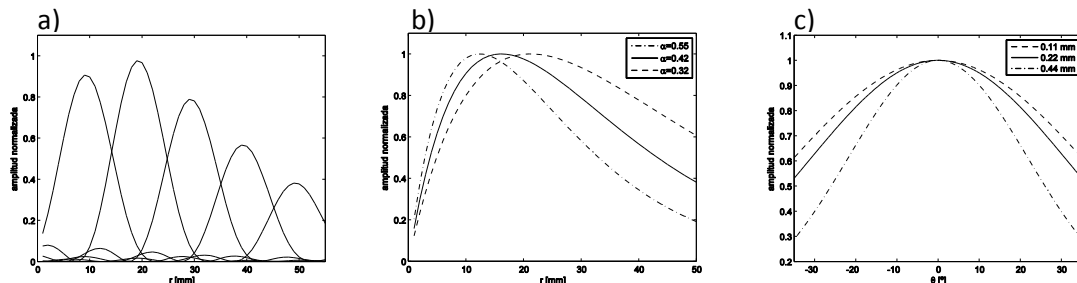 a)
amplitud normalizada
1
0.8
0.6
0.4
0.2
0
0 10 20 30 40 50
r [mm]
b)
amplitud normalizada
1
0.8
0.6
0.4
0.2
0
0 10 20 30 40 50
r [mm]
α=0.55
α=0.42
α=0.32
c)
amplitud normalizada
1.1
1
0.9
0.8
0.7
0.6
0.5
0.4
0.3
0.2
-30 -20 -10 0 10 20 30
θ [º]
0.11 mm
0.22 mm
0.44 mm